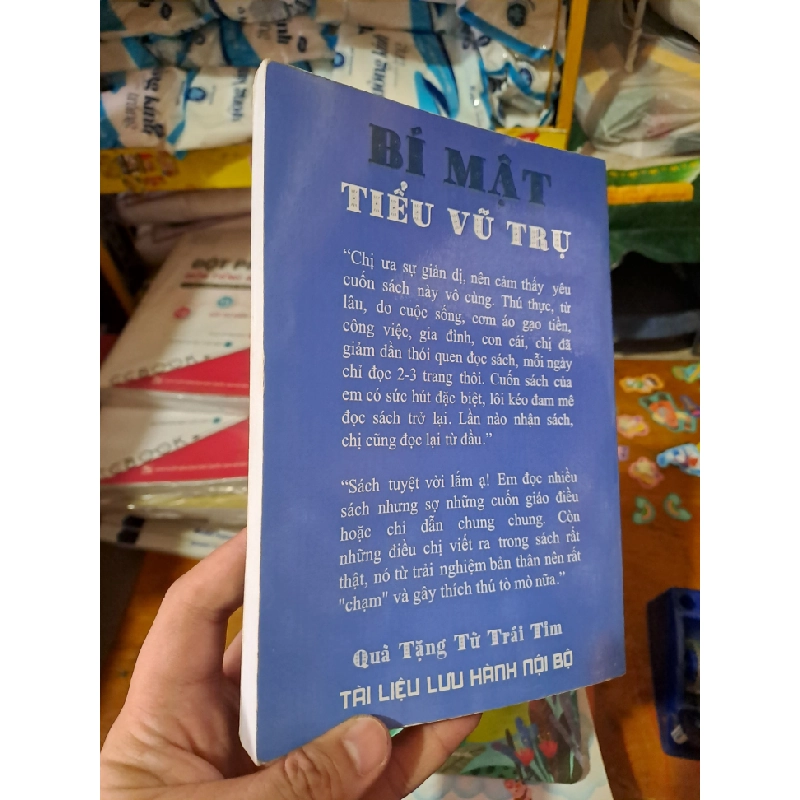 BÍ MẬT
TIỂU VŨ TRỤ
"Chị ưa sự giản dị, nên cảm thấy yêu
cuốn sách này vô cùng. Thú thực, từ
lâu, do cuộc sống, cơm áo gạo tiền,
công việc, gia đình, con cái, chị đã
giảm dần thói quen đọc sách, mỗi ngày
chỉ đọc 2-3 trang thôi. Cuốn sách của
em có sức hút đặc biệt, lôi kéo đam mê
đọc sách trở lại. Lần nào nhận sách,
chị cũng đọc lại từ đầu."
"Sách tuyệt vời lắm ạ! Em đọc nhiều
sách nhưng sợ những cuốn giáo điều
hoặc chỉ dẫn chung chung. Còn
những điều chị viết ra trong sách rất
thật, nó từ trải nghiệm bản thân nên rất
"chạm" và gây thích thú tò mò nữa."
Quà Tặng Từ Trái Tim
TÀI LIỆU LƯU HÀNH NỘI BỘ
ĐỘT P